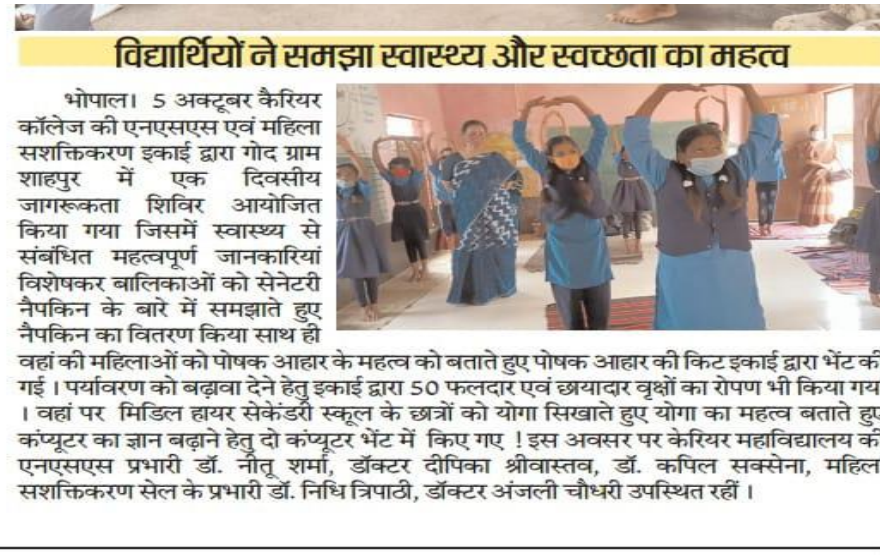 विद्यार्थियों ने समझा स्वास्थ्य और स्वच्छता का महत्व
भोपाल। 5 अक्टूबर कैरियर
कॉलेज की एनएसएस एवं महिला
सशक्तिकरण इकाई द्वारा गोद ग्राम
शाहपुर में एक दिवसीय
जागरूकता शिविर आयोजित
किया गया जिसमें स्वास्थ्य से
संबंधित महत्वपूर्ण जानकारियां
विशेषकर बालिकाओं को सेनेटरी
नैपकिन के बारे में समझाते हुए
नैपकिन का वितरण किया साथ ही
वहां की महिलाओं को पोषक आहार के महत्व को बताते हुए पोषक आहार की किट इकाई द्वारा भेंट की
गई । पर्यावरण को बढ़ावा देने हेतु इकाई द्वारा 50 फलदार एवं छायादार वृक्षों का रोपण भी किया गय
। वहां पर मिडिल हायर सेकेंडरी स्कूल के छात्रों को योगा सिखाते हुए योगा का महत्व बताते हुए
कंप्यूटर का ज्ञान बढ़ाने हेतु दो कंप्यूटर भेंट में किए गए ! इस अवसर पर केरियर महाविद्यालय की
एनएसएस प्रभारी डॉ. नीतू शर्मा, डॉक्टर दीपिका श्रीवास्तव, डॉ. कपिल सक्सेना, महिल
सशक्तिकरण सेल के प्रभारी डॉ. निधि त्रिपाठी, डॉक्टर अंजली चौधरी उपस्थित रहीं ।